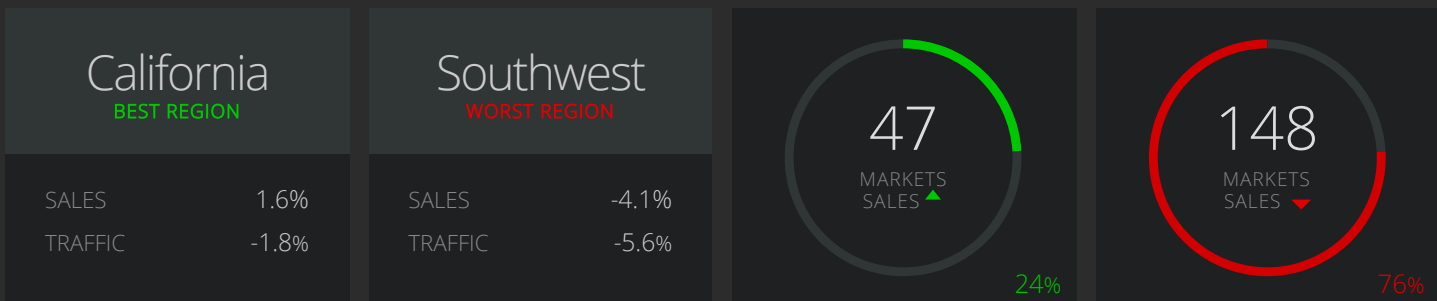 California
BEST REGION
SALES 1.6%
TRAFFIC -1.8%
Southwest
WORST REGION
SALES -4.1%
TRAFFIC -5.6%
47
MARKETS
SALES
24%
148
MARKETS
SALES
76%